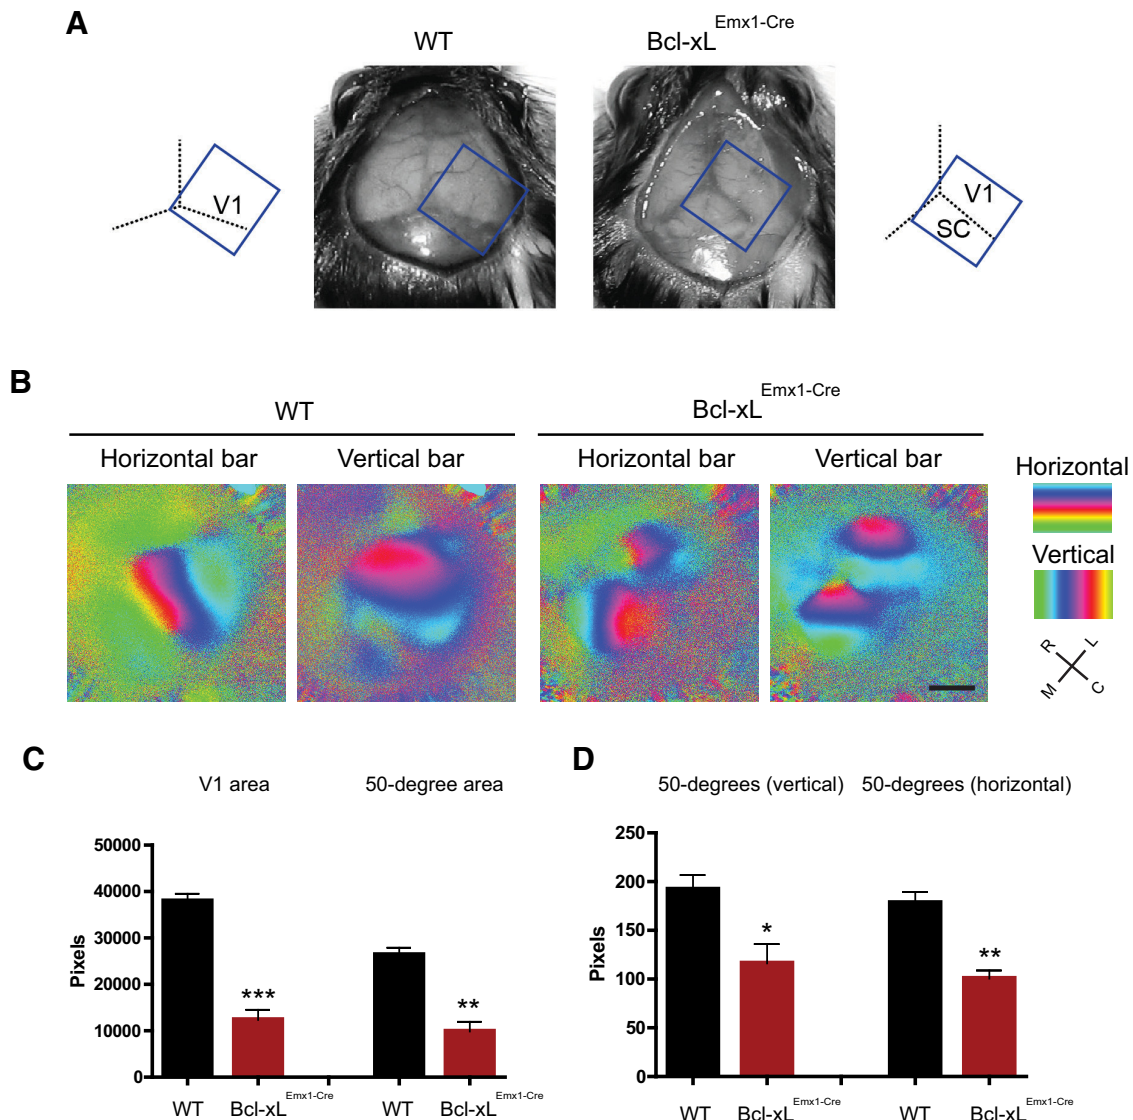 A
WT
Bcl-xL Emx1-Cre
V1
V1
SC
B
WT
Bcl-xL Emx1-Cre
Horizontal bar
Vertical bar
Horizontal bar
Vertical bar
Horizontal
Vertical
R
L
M
C
C
V1 area
50-degree area
Pixels
50000
40000
30000
20000
10000
0
***
**
WT
Bcl-xL Emx1-Cre
WT
Bcl-xL Emx1-Cre
D
50-degrees (vertical)
50-degrees (horizontal)
Pixels
250
200
150
100
50
0
*
**
WT
Bcl-xL Emx1-Cre
WT
Bcl-xL Emx1-Cre